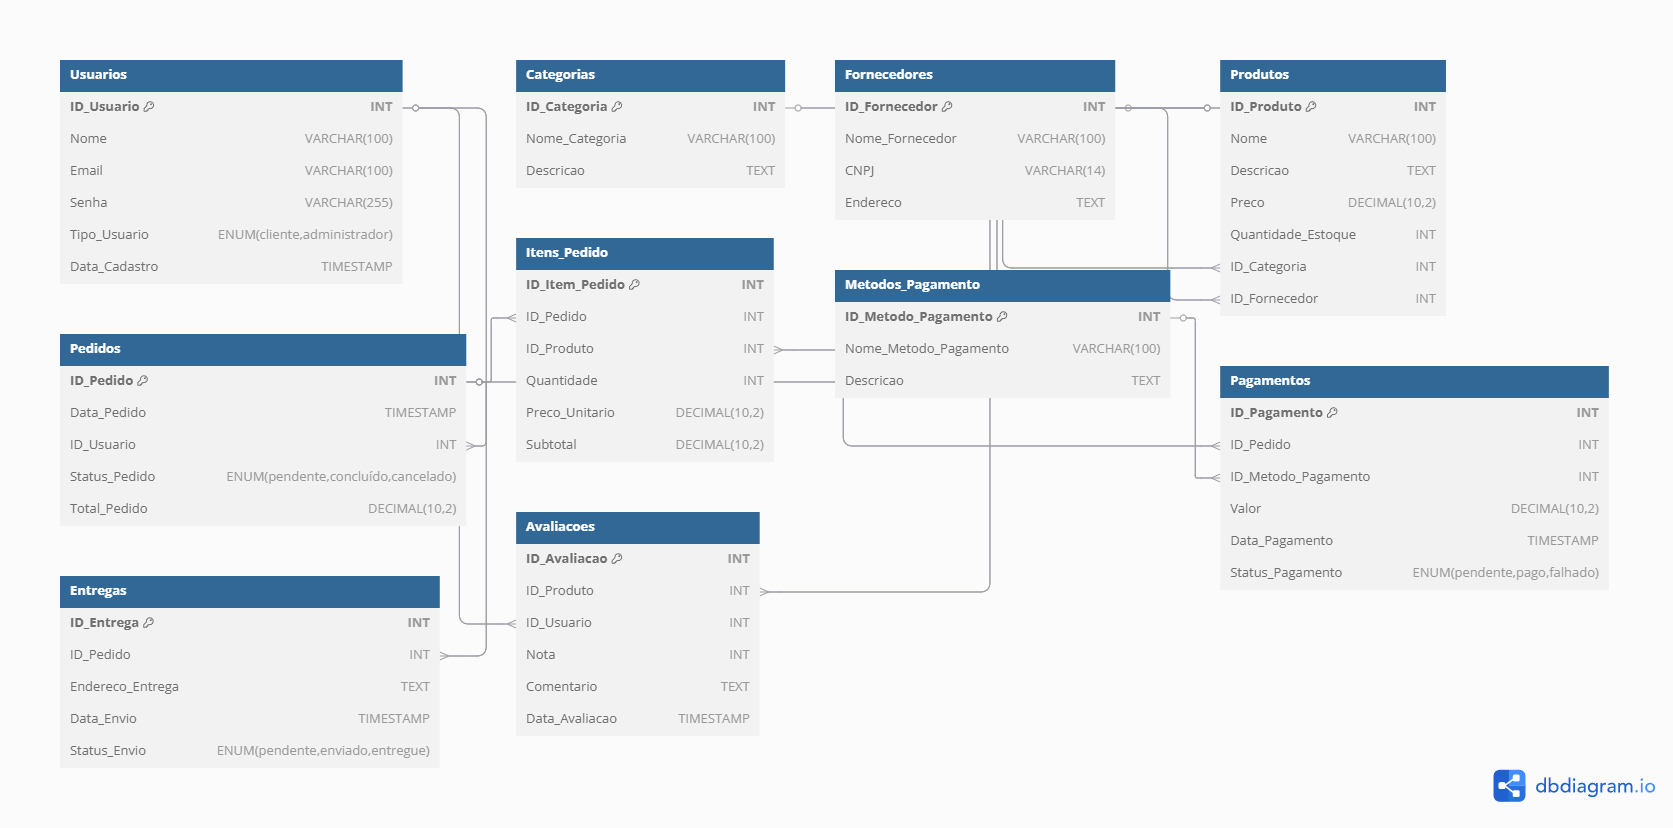 Usuarios
ID_Usuario INT
Nome VARCHAR(100)
Email VARCHAR(100)
Senha VARCHAR(255)
Tipo_Usuario ENUM(cliente,administrador)
Data_Cadastro TIMESTAMP
Categorias
ID_Categoria INT
Nome_Categoria VARCHAR(100)
Descricao TEXT
Fornecedores
ID_Fornecedor INT
Nome_Fornecedor VARCHAR(100)
CNPJ VARCHAR(14)
Endereco TEXT
Produtos
ID_Produto INT
Nome VARCHAR(100)
Descricao TEXT
Preco DECIMAL(10,2)
Quantidade_Estoque INT
ID_Categoria INT
ID_Fornecedor INT
Itens_Pedido
ID_Item_Pedido INT
ID_Pedido INT
ID_Produto INT
Quantidade INT
Preco_Unitario DECIMAL(10,2)
Subtotal DECIMAL(10,2)
Metodos_Pagamento
ID_Metodo_Pagamento INT
Nome_Metodo_Pagamento VARCHAR(100)
Descricao TEXT
Pedidos
ID_Pedido INT
Data_Pedido TIMESTAMP
ID_Usuario INT
Status_Pedido ENUM(pendente,concluído,cancelado)
Total_Pedido DECIMAL(10,2)
Pagamentos
ID_Pagamento INT
ID_Pedido INT
ID_Metodo_Pagamento INT
Valor DECIMAL(10,2)
Data_Pagamento TIMESTAMP
Status_Pagamento ENUM(pendente,pago,falhado)
Avaliacoes
ID_Avaliacao INT
ID_Produto INT
ID_Usuario INT
Nota INT
Comentario TEXT
Data_Avaliacao TIMESTAMP
Entregas
ID_Entrega INT
ID_Pedido INT
Endereco_Entrega TEXT
Data_Envio TIMESTAMP
Status_Envio ENUM(pendente,enviado,entregue)
dbdiagram.io